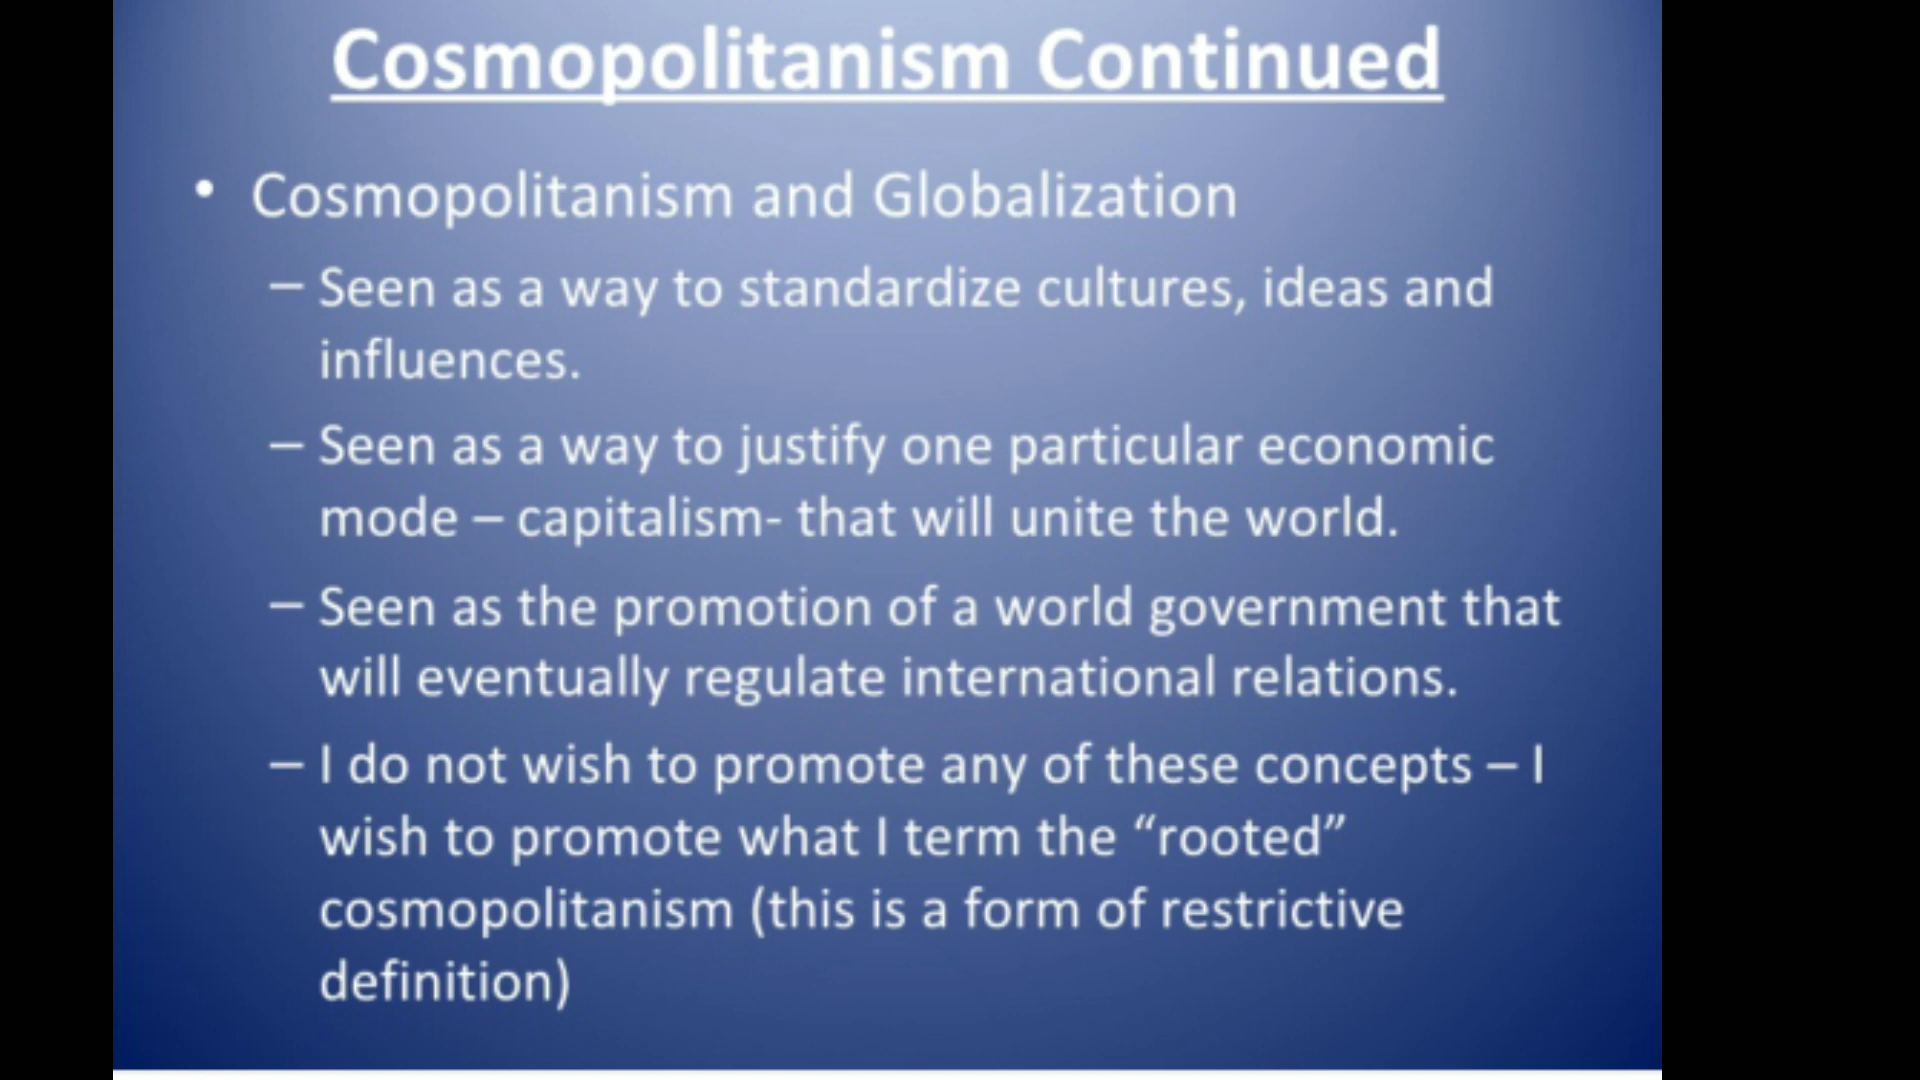 Cosmopolitanism Continued
• Cosmopolitanism and Globalization
– Seen as a way to standardize cultures, ideas and
influences.
– Seen as a way to justify one particular economic
mode – capitalism- that will unite the world.
– Seen as the promotion of a world government that
will eventually regulate international relations.
– I do not wish to promote any of these concepts – I
wish to promote what I term the “rooted”
cosmopolitanism (this is a form of restrictive
definition)